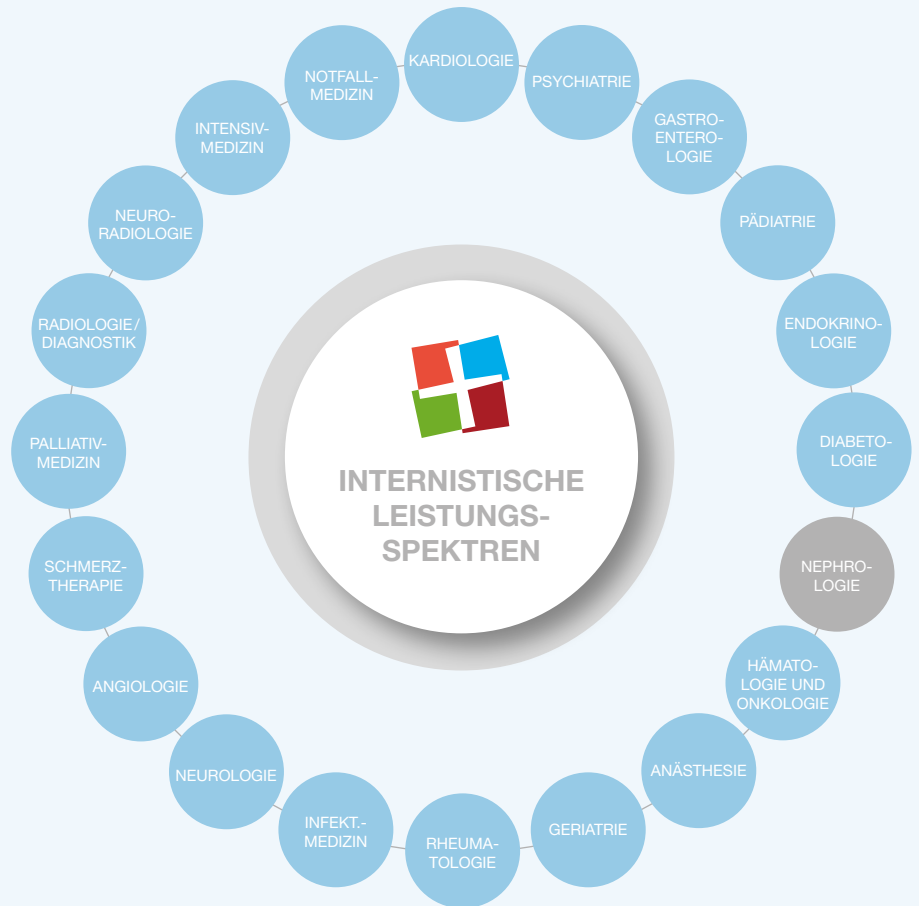 KARDIOLOGIE
PSYCHIATRIE
GASTRO-
ENTERO-
LOGIE
PÄDIATRIE
ENDOKRINO-
LOGIE
DIABETO-
LOGIE
NEPHRO-
LOGIE
HÄMATO-
LOGIE UND
ONKOLOGIE
ANÄSTHESIE
GERIATRIE
RHEUMA-
TOLOGIE
INFEKT.-
MEDIZIN
NEUROLOGIE
ANGIOLOGIE
SCHMERZ-
THERAPIE
PALLIATIV-
MEDIZIN
RADIOLOGIE /
DIAGNOSTIK
NEURO-
RADIOLOGIE
INTENSIV-
MEDIZIN
NOTFALL-
MEDIZIN
INTERNISTISCHE
LEISTUNGS-
SPEKTREN